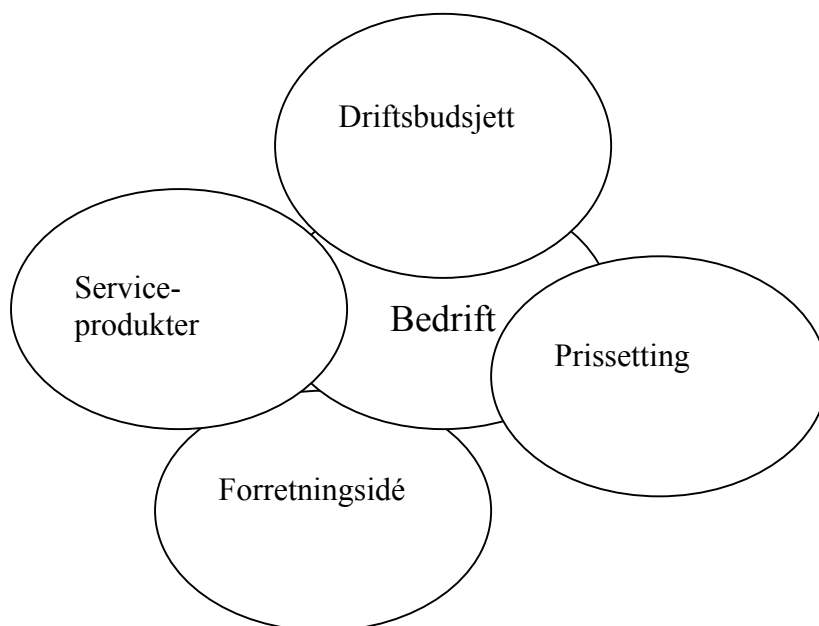 Driftsbudsjett
Service-
produkter
Bedrift
Prissetting
Forretningsidé